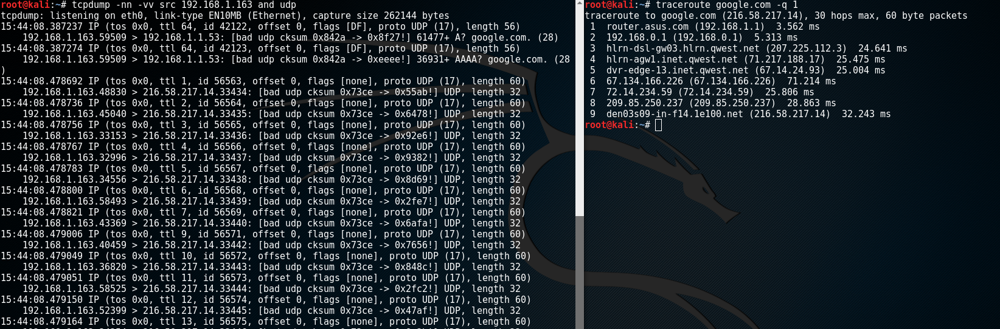 root@kali:~# tcpdump -nn -vv src 192.168.1.163 and udp
tcpdump: listening on eth0, link-type EN10MB (Ethernet), capture size 262144 bytes
15:44:08.387237 IP (tos 0x0, ttl 64, id 42122, offset 0, flags [DF], proto UDP (17), length 56)
    192.168.1.163.59509 > 192.168.1.1.53: [bad udp cksum 0x842a -> 0x8f27!] 61477+ A? google.com. (28)
15:44:08.387274 IP (tos 0x0, ttl 64, id 42123, offset 0, flags [DF], proto UDP (17), length 56)
    192.168.1.163.59509 > 192.168.1.1.53: [bad udp cksum 0x842a -> 0xeeee!] 36931+ AAAA? google.com. (28
)
15:44:08.478692 IP (tos 0x0, ttl 1, id 56563, offset 0, flags [none], proto UDP (17), length 60)
    192.168.1.163.48830 > 216.58.217.14.33434: [bad udp cksum 0x73ce -> 0x55ab!] UDP, length 32
15:44:08.478736 IP (tos 0x0, ttl 2, id 56564, offset 0, flags [none], proto UDP (17), length 60)
    192.168.1.163.45040 > 216.58.217.14.33435: [bad udp cksum 0x73ce -> 0x6478!] UDP, length 32
15:44:08.478756 IP (tos 0x0, ttl 3, id 56565, offset 0, flags [none], proto UDP (17), length 60)
    192.168.1.163.33153 > 216.58.217.14.33436: [bad udp cksum 0x73ce -> 0x92e6!] UDP, length 32
15:44:08.478767 IP (tos 0x0, ttl 4, id 56566, offset 0, flags [none], proto UDP (17), length 60)
    192.168.1.163.32996 > 216.58.217.14.33437: [bad udp cksum 0x73ce -> 0x9382!] UDP, length 32
15:44:08.478783 IP (tos 0x0, ttl 5, id 56567, offset 0, flags [none], proto UDP (17), length 60)
    192.168.1.163.34556 > 216.58.217.14.33438: [bad udp cksum 0x73ce -> 0x8d69!] UDP, length 32
15:44:08.478800 IP (tos 0x0, ttl 6, id 56568, offset 0, flags [none], proto UDP (17), length 60)
    192.168.1.163.58493 > 216.58.217.14.33439: [bad udp cksum 0x73ce -> 0x2fe7!] UDP, length 32
15:44:08.478821 IP (tos 0x0, ttl 7, id 56569, offset 0, flags [none], proto UDP (17), length 60)
    192.168.1.163.43369 > 216.58.217.14.33440: [bad udp cksum 0x73ce -> 0x6afa!] UDP, length 32
15:44:08.479006 IP (tos 0x0, ttl 9, id 56571, offset 0, flags [none], proto UDP (17), length 60)
    192.168.1.163.40459 > 216.58.217.14.33442: [bad udp cksum 0x73ce -> 0x7656!] UDP, length 32
15:44:08.479049 IP (tos 0x0, ttl 10, id 56572, offset 0, flags [none], proto UDP (17), length 60)
    192.168.1.163.36820 > 216.58.217.14.33443: [bad udp cksum 0x73ce -> 0x848c!] UDP, length 32
15:44:08.479051 IP (tos 0x0, ttl 11, id 56573, offset 0, flags [none], proto UDP (17), length 60)
    192.168.1.163.58525 > 216.58.217.14.33444: [bad udp cksum 0x73ce -> 0x2fc2!] UDP, length 32
15:44:08.479150 IP (tos 0x0, ttl 12, id 56574, offset 0, flags [none], proto UDP (17), length 60)
    192.168.1.163.52399 > 216.58.217.14.33445: [bad udp cksum 0x73ce -> 0x47af!] UDP, length 32
15:44:08.479164 IP (tos 0x0, ttl 13, id 56575, offset 0, flags [none], proto UDP (17), length 60)
root@kali:~# traceroute google.com -q 1
traceroute to google.com (216.58.217.14), 30 hops max, 60 byte packets
 1  router.asus.com (192.168.1.1)  3.562 ms
 2  192.168.0.1 (192.168.0.1)  5.313 ms
 3  hlrn-dsl-gw03.hlrn.qwest.net (207.225.112.3)  24.641 ms
 4  hlrn-agw1.inet.qwest.net (71.217.188.17)  25.475 ms
 5  dvr-edge-13.inet.qwest.net (67.14.24.93)  25.004 ms
 6  67.134.166.226 (67.134.166.226)  71.214 ms
 7  72.14.234.59 (72.14.234.59)  25.806 ms
 8  209.85.250.237 (209.85.250.237)  28.863 ms
 9  den03s09-in-f14.1e100.net (216.58.217.14)  32.243 ms
root@kali:~#